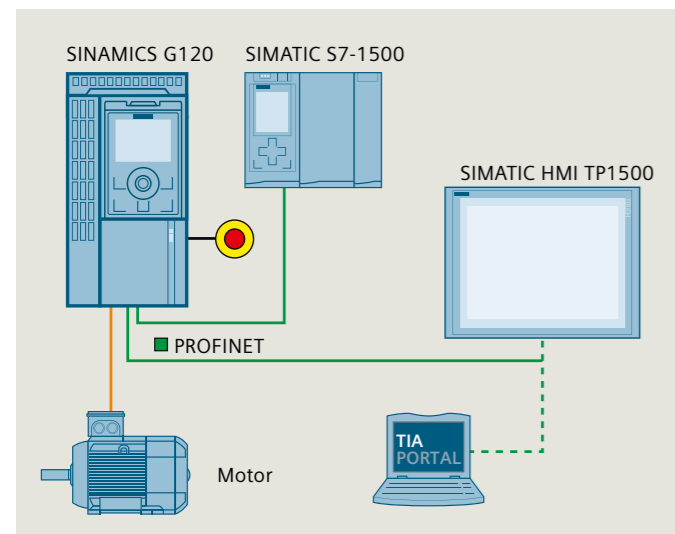 SINAMICS G120
SIMATIC S7-1500
SIMATIC HMI TP1500
PROFINET
TIA
PORTAL
Motor